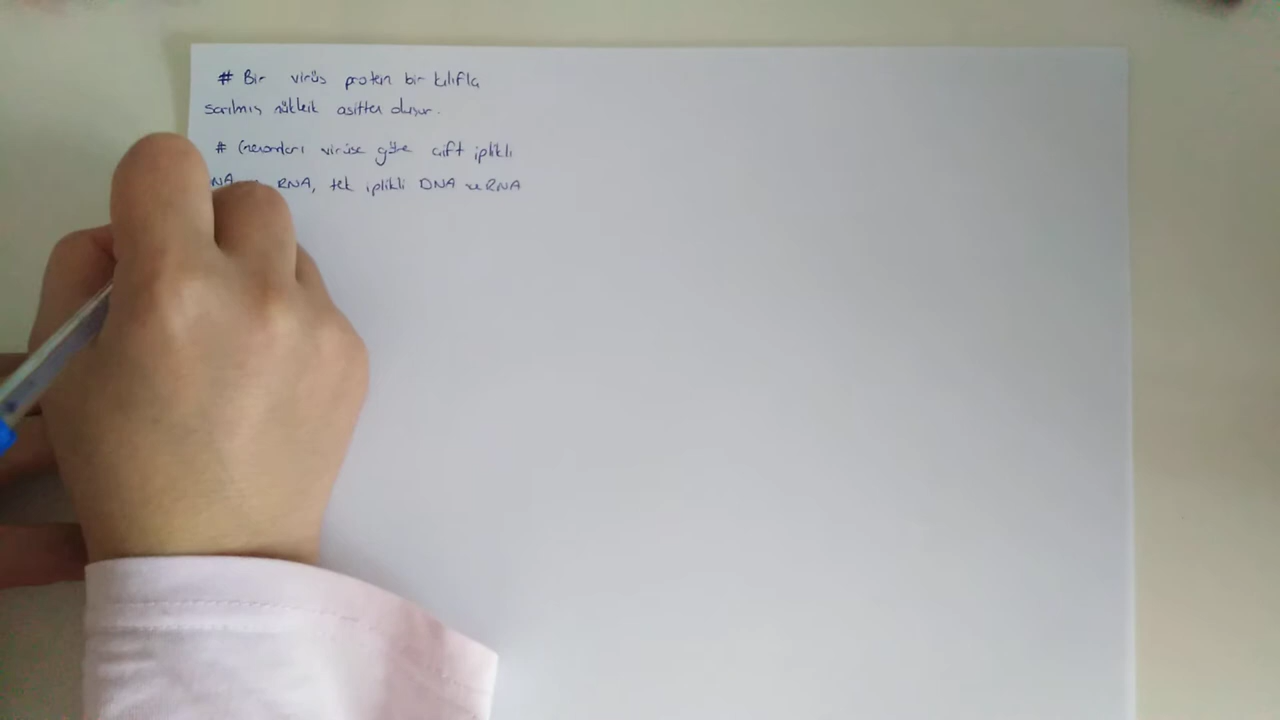 # Bir virüs protein bir kılıfla
sarılmış nükleik asitten oluşur.
# Genomları virüse göre çift iplikli
RNA, tek iplikli DNA ve RNA